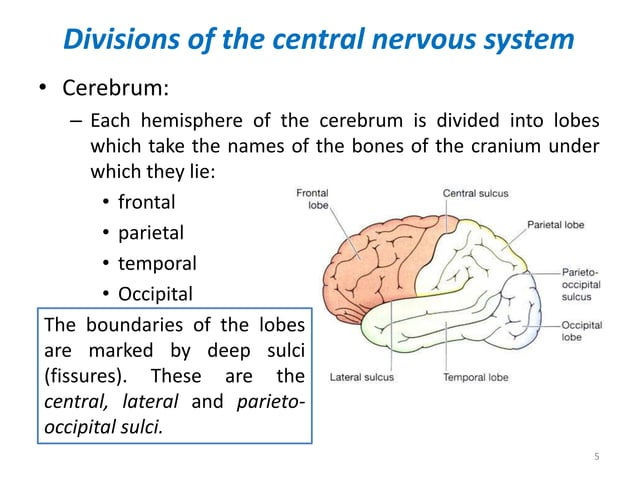 Divisions of the central nervous system
• Cerebrum:
– Each hemisphere of the cerebrum is divided into lobes
which take the names of the bones of the cranium under
which they lie:
• frontal
• parietal
• temporal
• Occipital
The boundaries of the lobes
are marked by deep sulci
(fissures). These are the
central, lateral and parieto-
occipital sulci.
Frontal
lobe
Central sulcus
Parietal lobe
Parieto-
occipital
sulcus
Occipital
lobe
Lateral sulcus
Temporal lobe
5